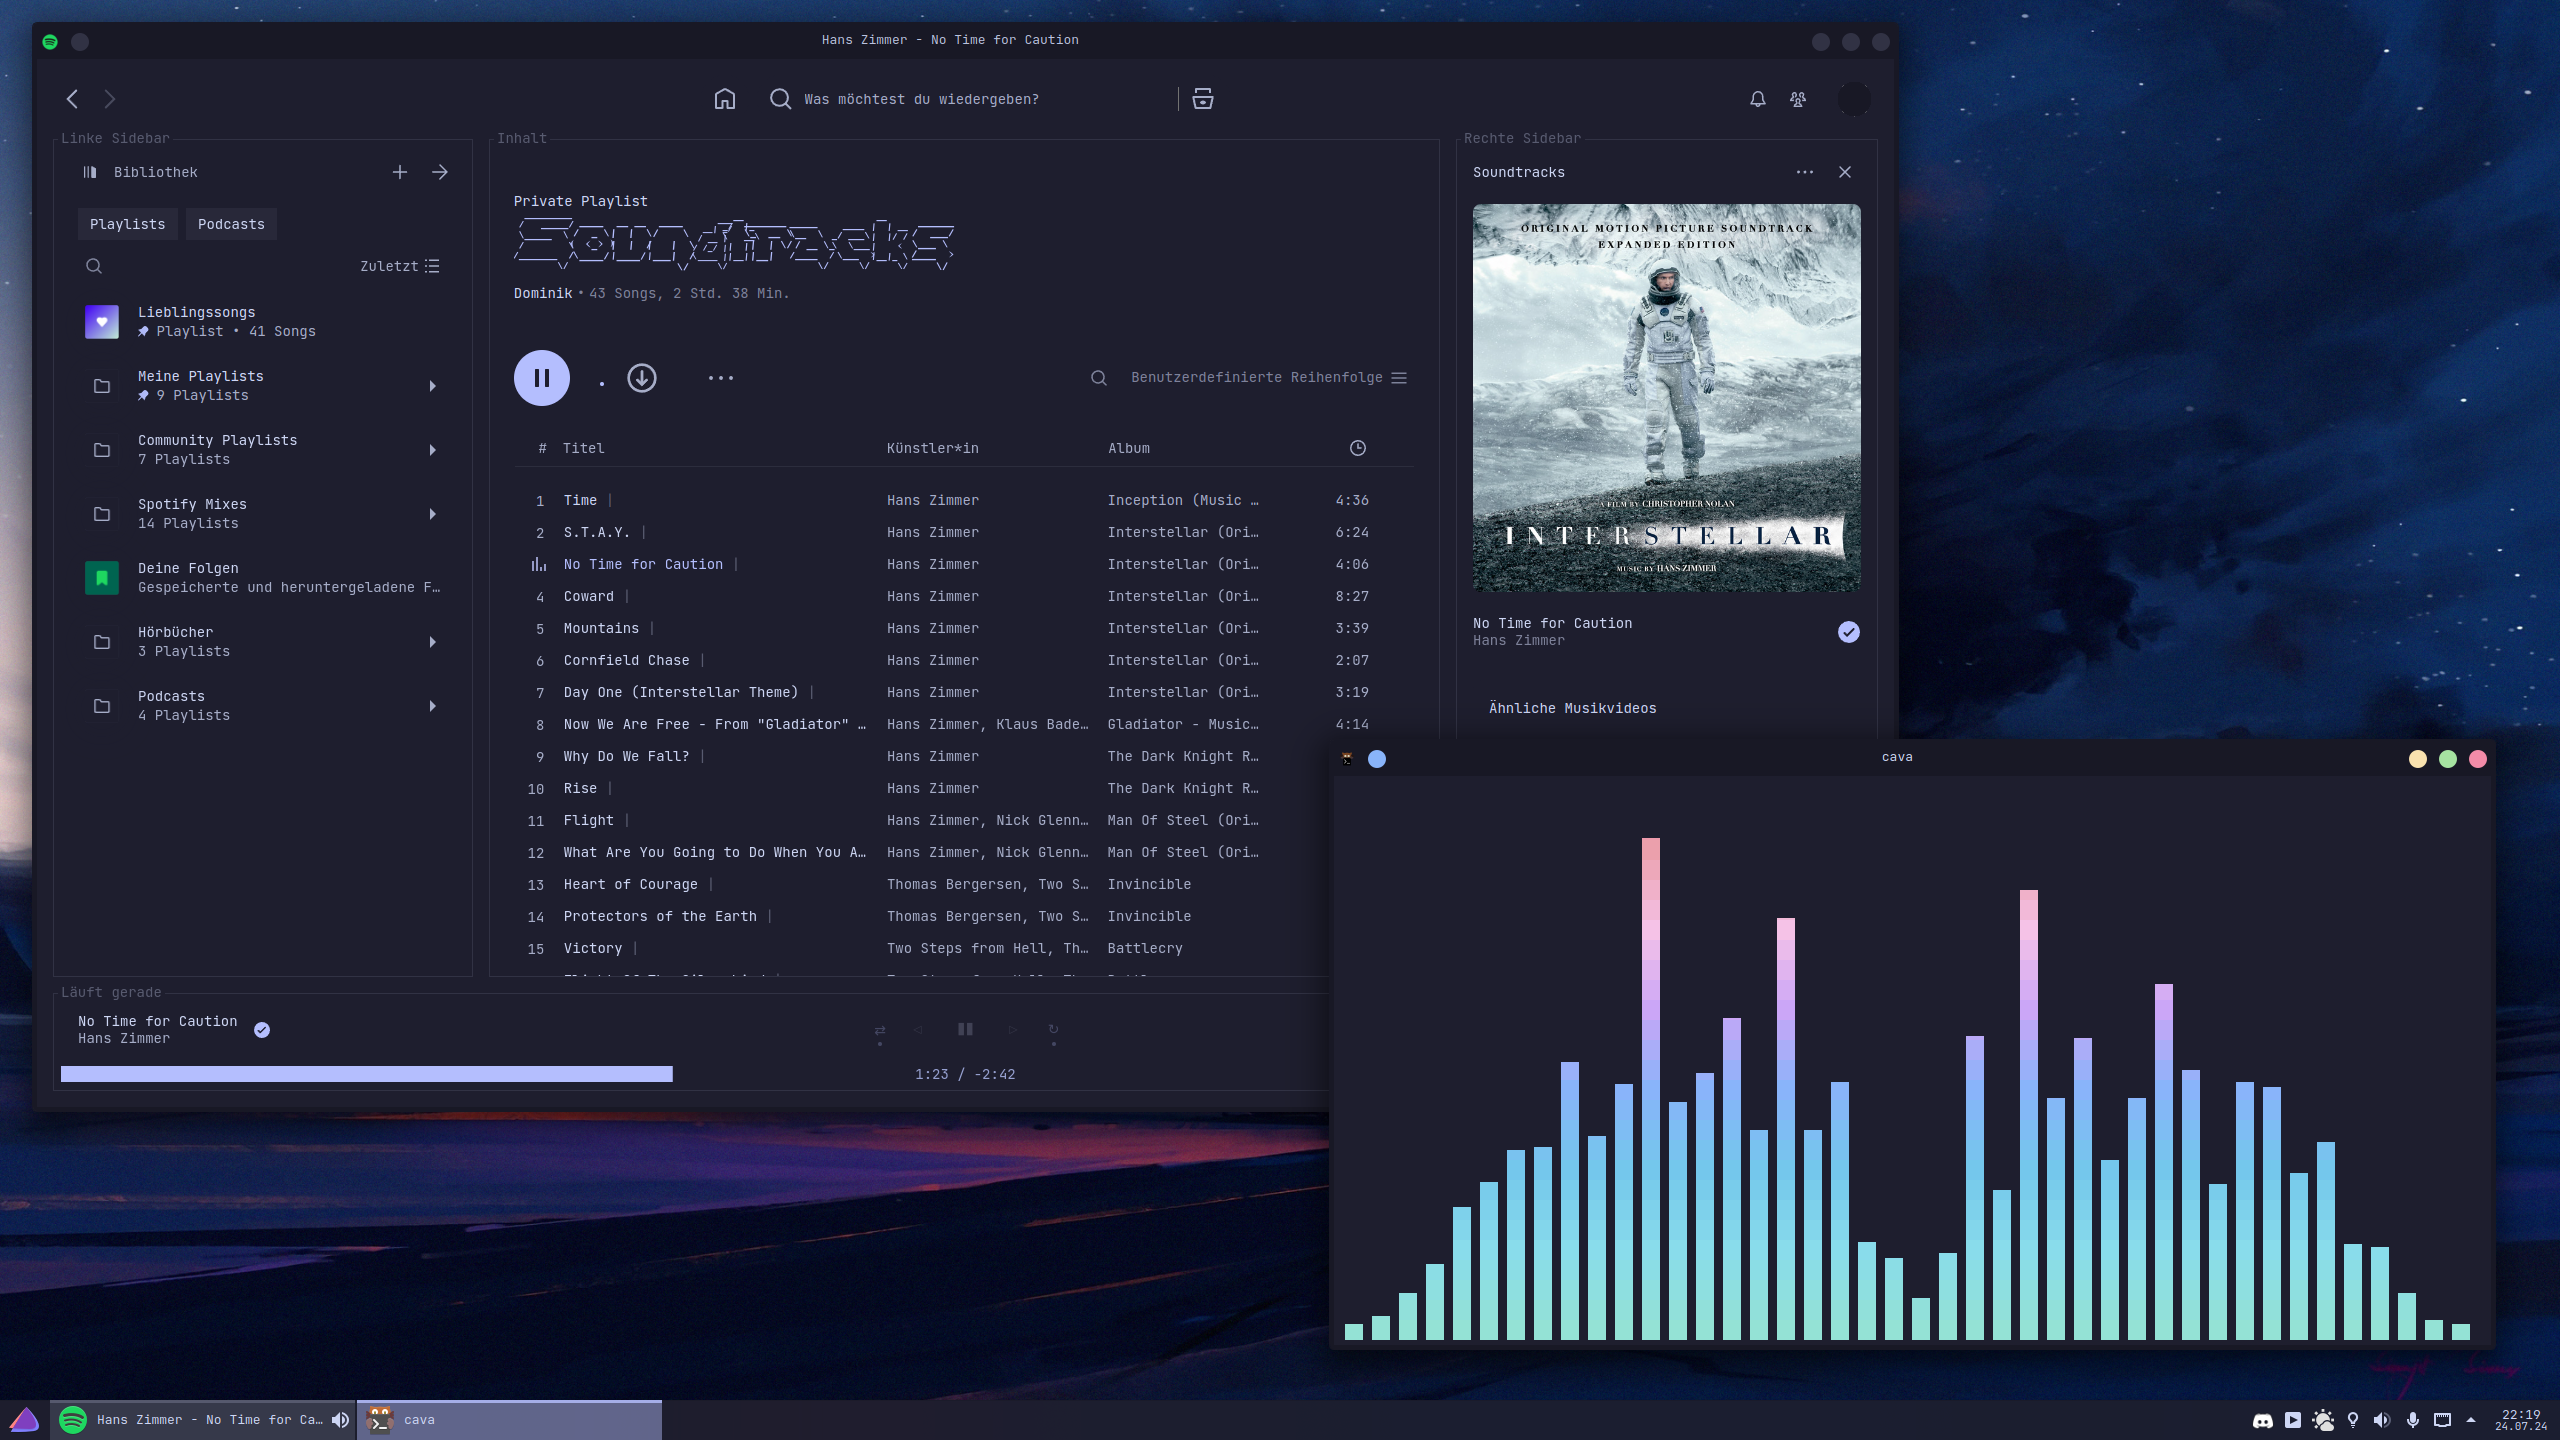 Hans Zimmer - No Time for Caution
Was möchtest du wiedergeben?
Linke Sidebar
Bibliothek
Playlists
Podcasts
Zuletzt
Lieblingssongs
Playlist • 41 Songs
Meine Playlists
9 Playlists
Community Playlists
7 Playlists
Spotify Mixes
14 Playlists
Deine Folgen
Gespeicherte und heruntergeladene F…
Hörbücher
3 Playlists
Podcasts
4 Playlists
Inhalt
Private Playlist
Soundtracks
Dominik • 43 Songs, 2 Std. 38 Min.
Benutzerdefinierte Reihenfolge
# Titel Künstler*in Album
1 Time | Hans Zimmer Inception (Music … 4:36
2 S.T.A.Y. | Hans Zimmer Interstellar (Ori… 6:24
No Time for Caution | Hans Zimmer Interstellar (Ori… 4:06
4 Coward | Hans Zimmer Interstellar (Ori… 8:27
5 Mountains | Hans Zimmer Interstellar (Ori… 3:39
6 Cornfield Chase | Hans Zimmer Interstellar (Ori… 2:07
7 Day One (Interstellar Theme) | Hans Zimmer Interstellar (Ori… 3:19
8 Now We Are Free - From "Gladiator" … Hans Zimmer, Klaus Bade… Gladiator - Music… 4:14
9 Why Do We Fall? | Hans Zimmer The Dark Knight R…
10 Rise | Hans Zimmer The Dark Knight R…
11 Flight | Hans Zimmer, Nick Glenn… Man Of Steel (Ori…
12 What Are You Going to Do When You A… Hans Zimmer, Nick Glenn… Man Of Steel (Ori…
13 Heart of Courage | Thomas Bergersen, Two S… Invincible
14 Protectors of the Earth | Thomas Bergersen, Two S… Invincible
15 Victory | Two Steps from Hell, Th… Battlecry
Rechte Sidebar
Soundtracks
ORIGINAL MOTION PICTURE SOUNDTRACK
EXPANDED EDITION
A FILM BY CHRISTOPHER NOLAN
INTERSTELLAR
MUSIC BY HANS ZIMMER
No Time for Caution
Hans Zimmer
Ähnliche Musikvideos
Läuft gerade
No Time for Caution
Hans Zimmer
1:23 / -2:42
cava
Hans Zimmer - No Time for Ca…
cava
22:19
24.07.24